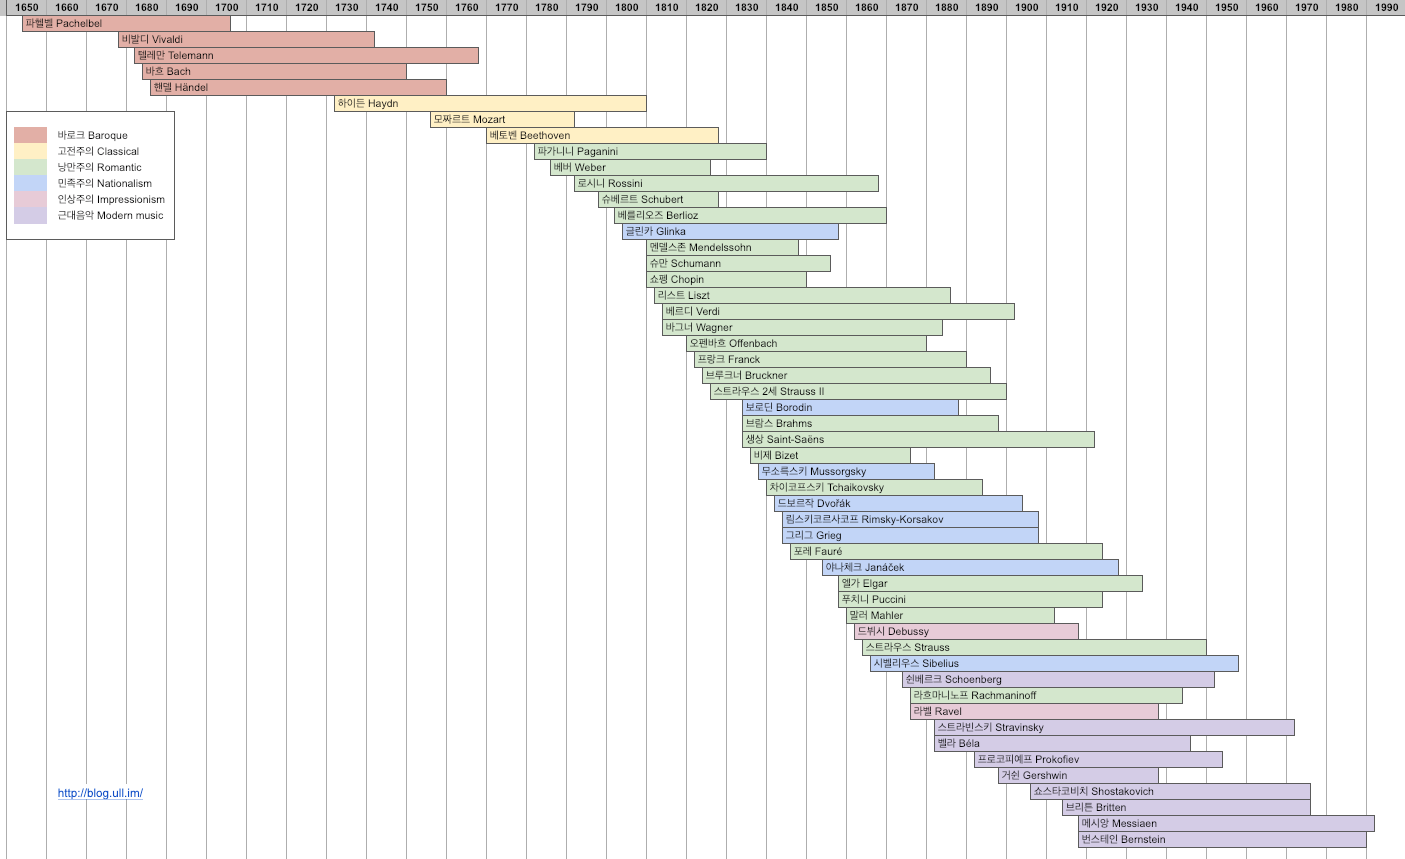 1650 1660 1670 1680 1690 1700 1710 1720 1730 1740 1750 1760 1770 1780 1790 1800 1810 1820 1830 1840 1850 1860 1870 1880 1890 1900 1910 1920 1930 1940 1950 1960 1970 1980 1990
파헬벨 Pachelbel
비발디 Vivaldi
텔레만 Telemann
바흐 Bach
헨델 Händel
하이든 Haydn
모짜르트 Mozart
베토벤 Beethoven
바로크 Baroque
고전주의 Classical
낭만주의 Romantic
민족주의 Nationalism
인상주의 Impressionism
근대음악 Modern music
파가니니 Paganini
베버 Weber
로시니 Rossini
슈베르트 Schubert
베를리오즈 Berlioz
글린카 Glinka
멘델스존 Mendelssohn
슈만 Schumann
쇼팽 Chopin
리스트 Liszt
베르디 Verdi
바그너 Wagner
오펜바흐 Offenbach
프랑크 Franck
브루크너 Bruckner
스트라우스 2세 Strauss II
보로딘 Borodin
브람스 Brahms
생상 Saint-Saëns
비제 Bizet
무소륵스키 Mussorgsky
차이코프스키 Tchaikovsky
드보르작 Dvořák
림스키코르사코프 Rimsky-Korsakov
그리그 Grieg
포레 Fauré
야나체크 Janáček
엘가 Elgar
푸치니 Puccini
말러 Mahler
드뷔시 Debussy
스트라우스 Strauss
시벨리우스 Sibelius
쇤베르크 Schoenberg
라흐마니노프 Rachmaninoff
라벨 Ravel
스트라빈스키 Stravinsky
벨라 Béla
프로코피예프 Prokofiev
거쉰 Gershwin
쇼스타코비치 Shostakovich
브리튼 Britten
메시앙 Messiaen
번스테인 Bernstein
http://blog.ull.im/